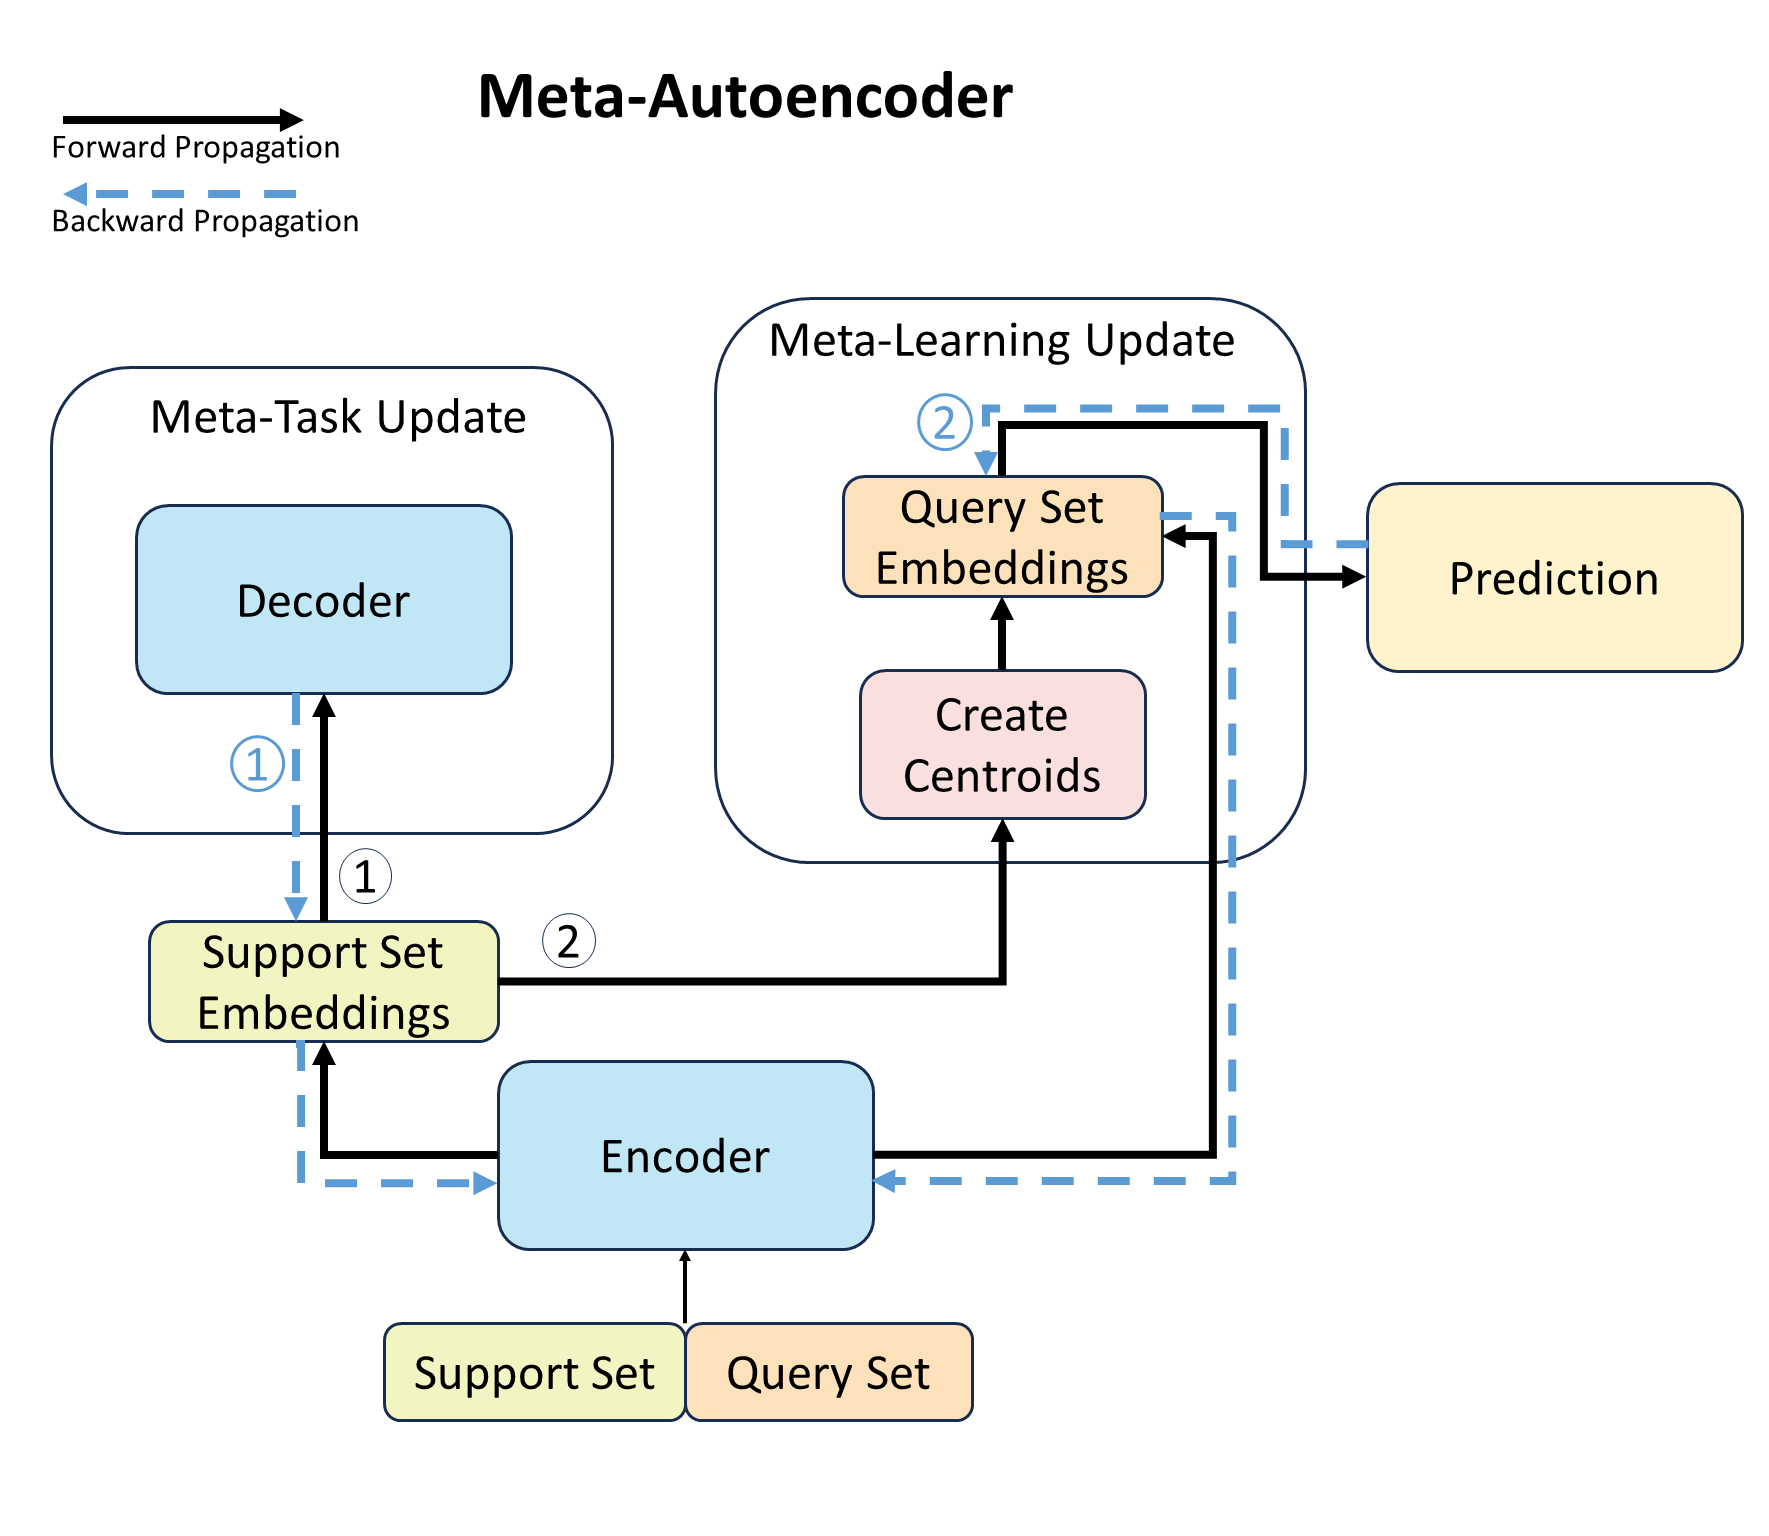 Meta-Autoencoder
Forward Propagation
Backward Propagation
Meta-Learning Update
Meta-Task Update
②
Query Set
Embeddings
Prediction
Decoder
Create
Centroids
①
①
②
Support Set
Embeddings
Encoder
Support Set
Query Set